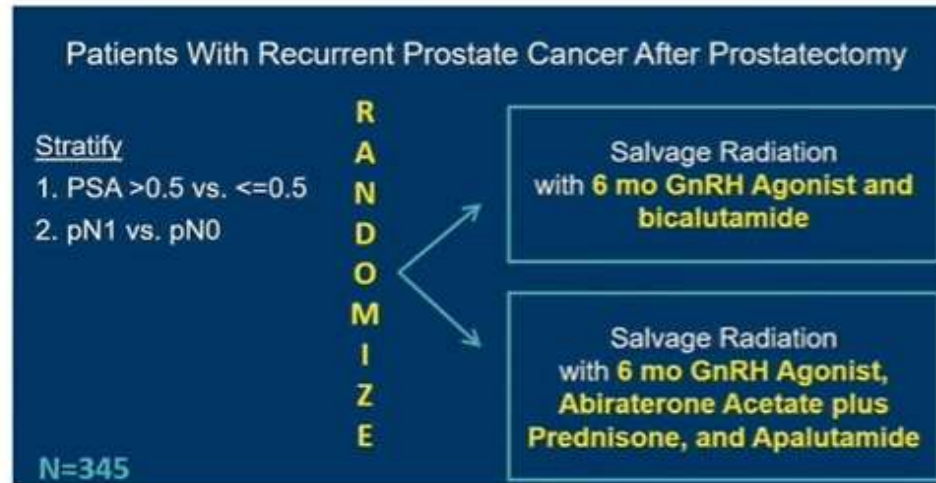 Patients With Recurrent Prostate Cancer After Prostatectomy
Stratify
1. PSA >0.5 vs. <=0.5
2. pN1 vs. pN0
N=345
R
A
N
D
O
M
I
Z
E
Salvage Radiation
with 6 mo GnRH Agonist and
bicalutamide
Salvage Radiation
with 6 mo GnRH Agonist,
Abiraterone Acetate plus
Prednisone, and Apalutamide